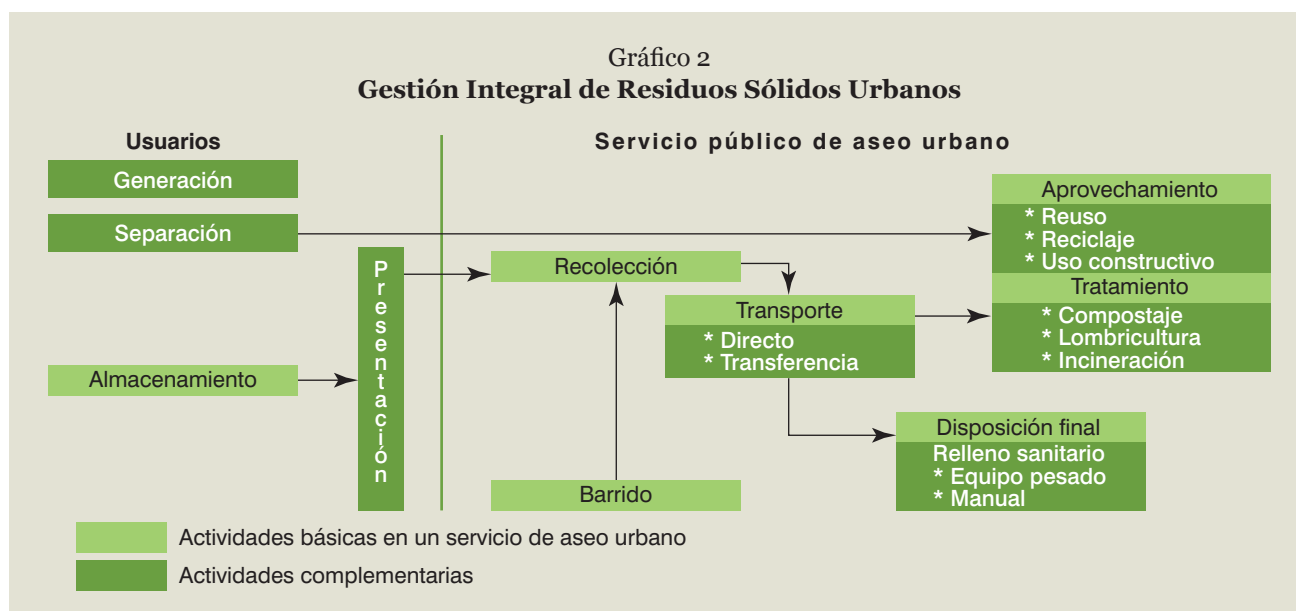 Gráfico 2
Gestión Integral de Residuos Sólidos Urbanos
Usuarios
Servicio público de aseo urbano
Generación
Separación
Almacenamiento
Presentación
Recolección
Barrido
Transporte
* Directo
* Transferencia
Aprovechamiento
* Reuso
* Reciclaje
* Uso constructivo
Tratamiento
* Compostaje
* Lombricultura
* Incineración
Disposición final
Relleno sanitario
* Equipo pesado
* Manual
Actividades básicas en un servicio de aseo urbano
Actividades complementarias